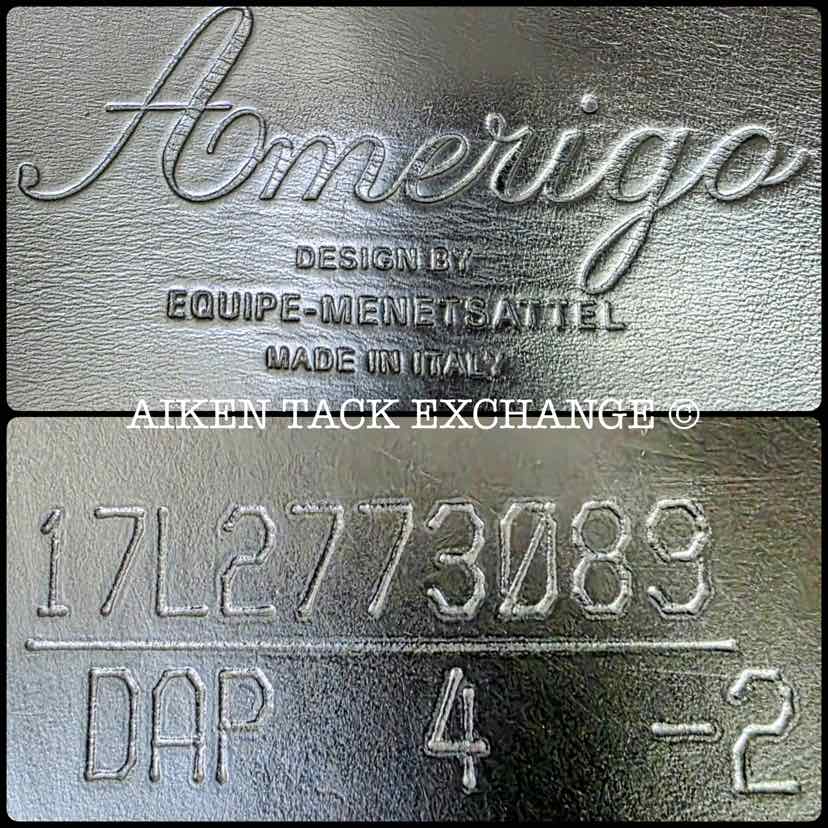 Amerigo
DESIGN BY
EQUIPE-MENETSATTEL
MADE IN ITALY
AIKEN TACK EXCHANGE ©
17L2773089
DAP 4 -2